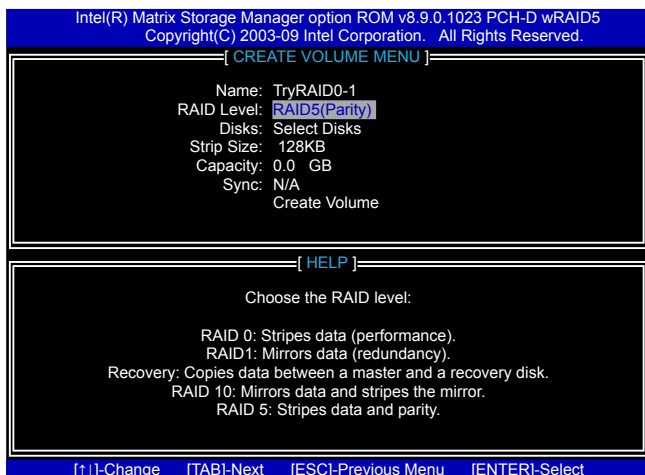 Intel(R) Matrix Storage Manager option ROM v8.9.0.1023 PCH-D wRAID5
Copyright(C) 2003-09 Intel Corporation. All Rights Reserved.
[ CREATE VOLUME MENU ]
Name: TryRAID0-1
RAID Level: RAID5(Parity)
Disks: Select Disks
Strip Size: 128KB
Capacity: 0.0 GB
Sync: N/A
Create Volume
[ HELP ]
Choose the RAID level:
RAID 0: Stripes data (performance).
RAID1: Mirrors data (redundancy).
Recovery: Copies data between a master and a recovery disk.
RAID 10: Mirrors data and stripes the mirror.
RAID 5: Stripes data and parity.
[↑↓]-Change [TAB]-Next [ESC]-Previous Menu [ENTER]-Select